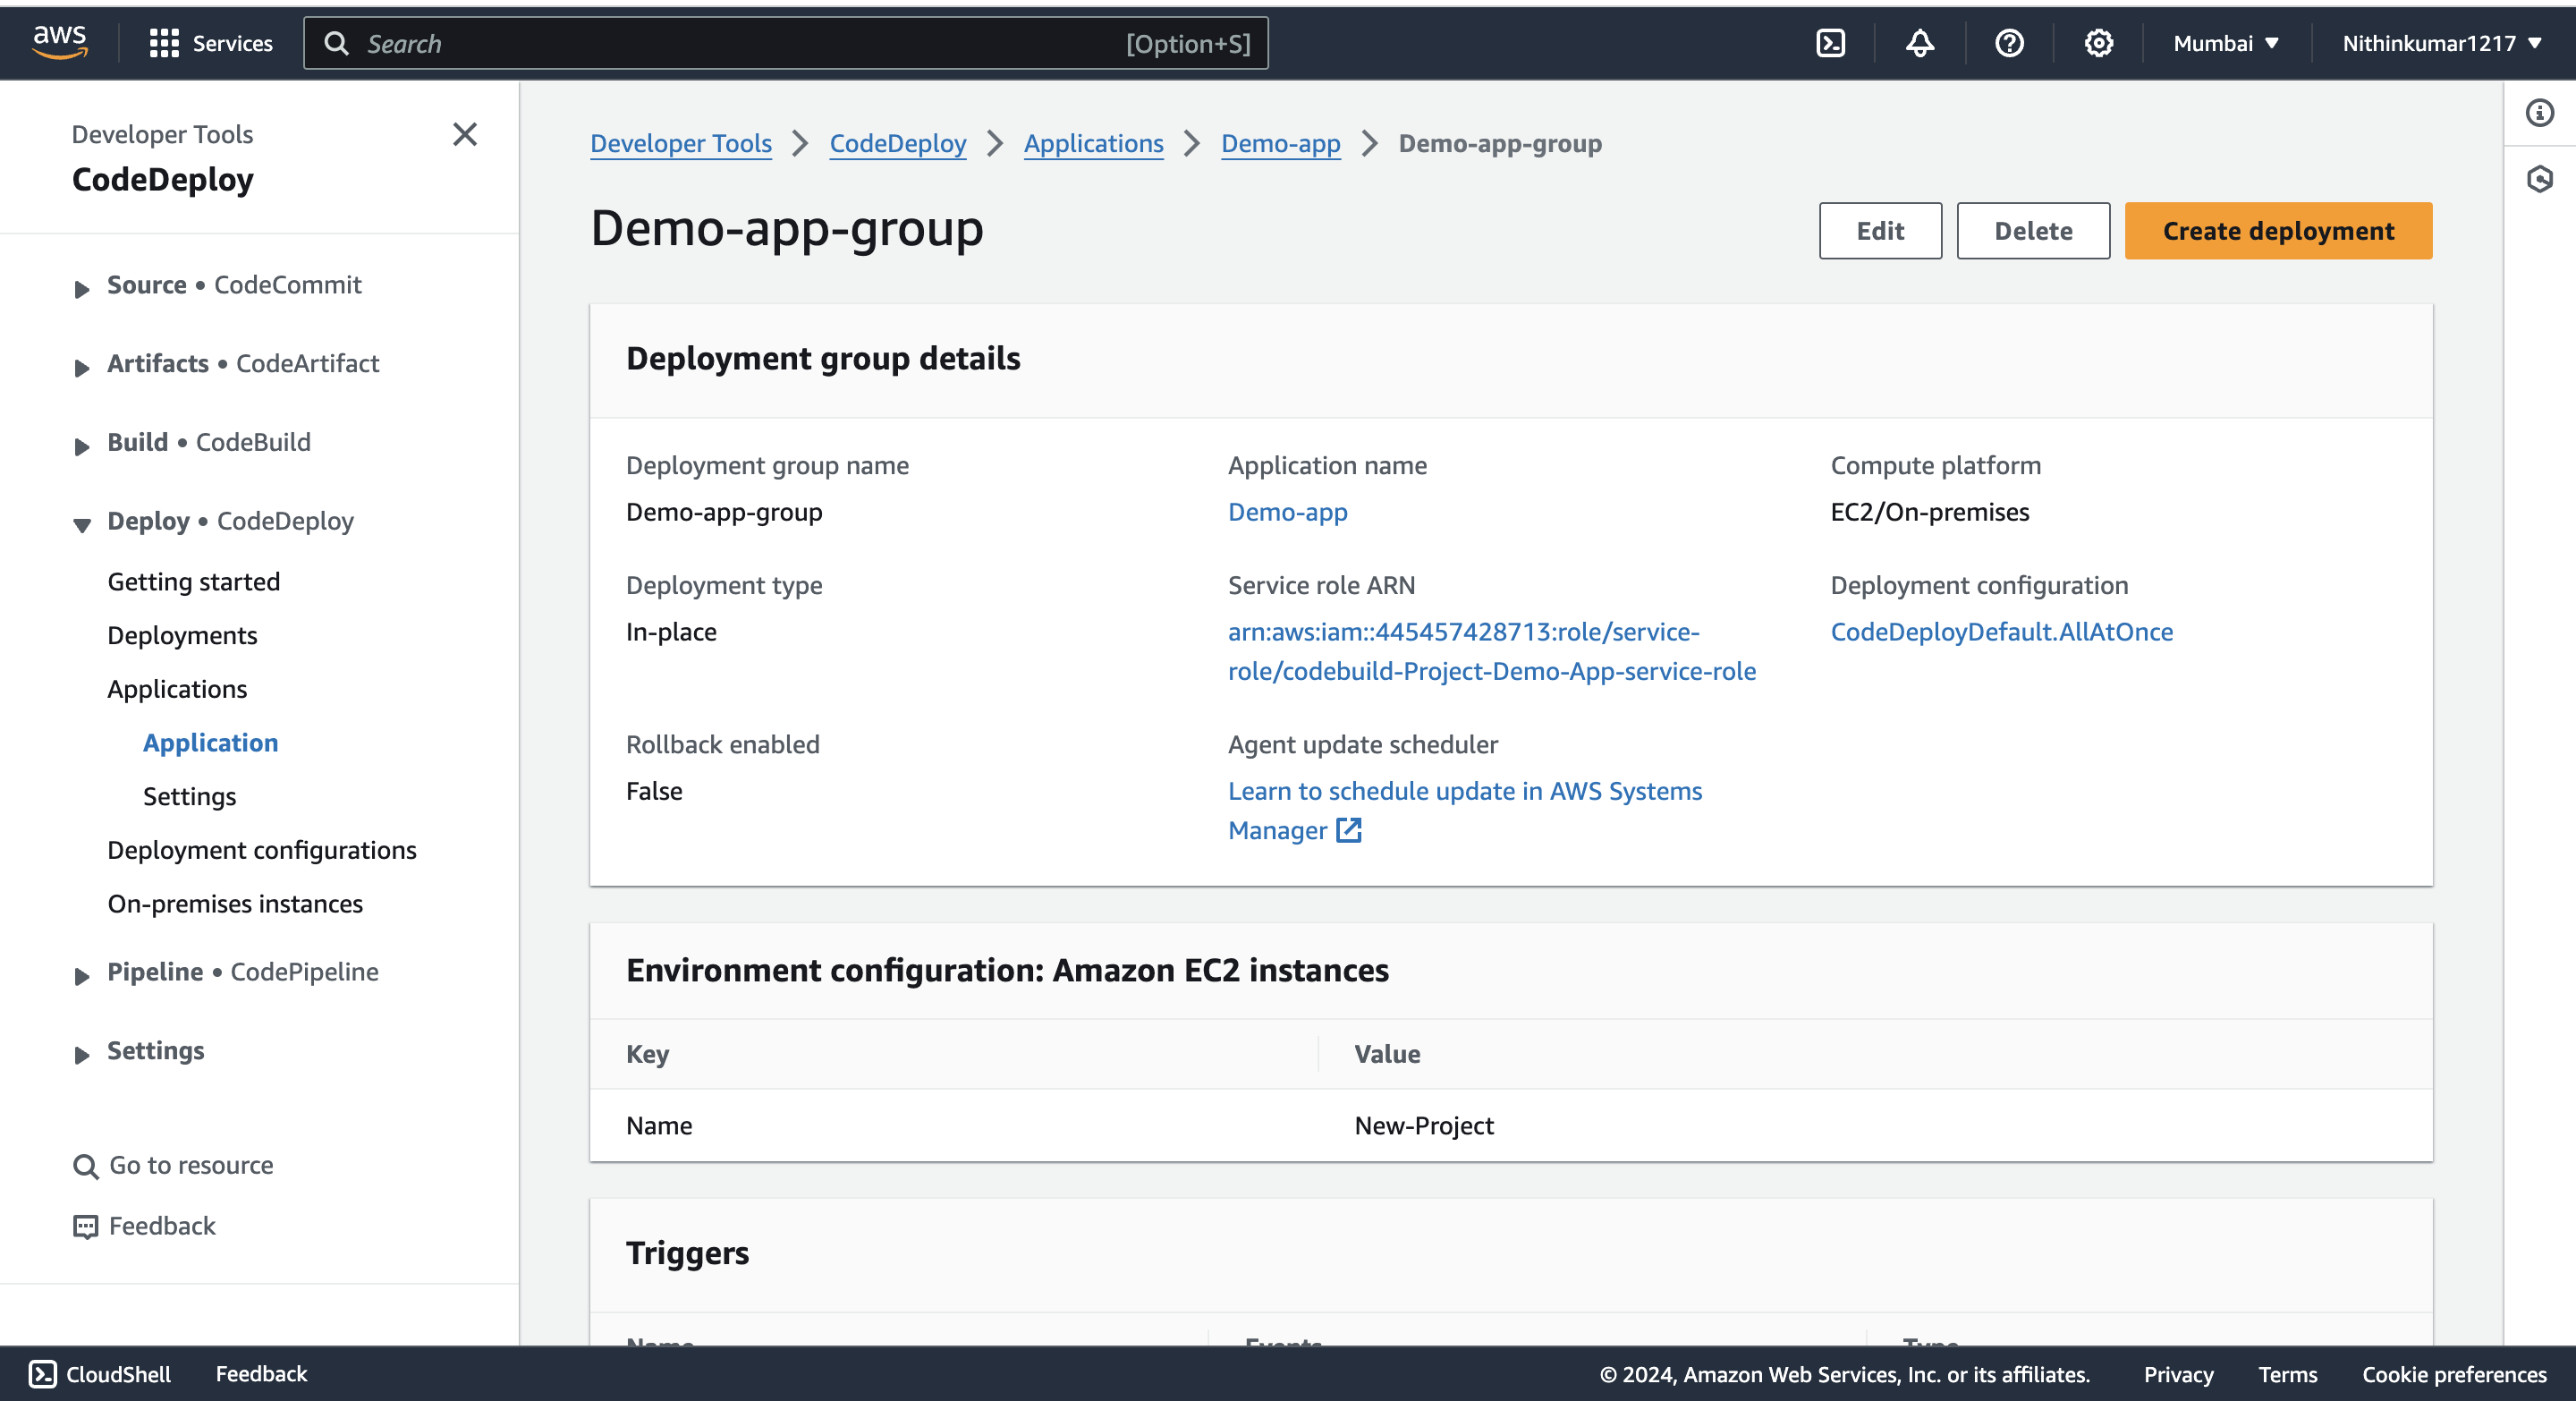 aws
Services
Search
[Option+S]
Mumbai
Nithinkumar1217
Developer Tools
CodeDeploy
Source • CodeCommit
Artifacts • CodeArtifact
Build • CodeBuild
Deploy • CodeDeploy
Getting started
Deployments
Applications
Application
Settings
Deployment configurations
On-premises instances
Pipeline • CodePipeline
Settings
Go to resource
Feedback
Developer Tools
CodeDeploy
Applications
Demo-app
Demo-app-group
Demo-app-group
Edit
Delete
Create deployment
Deployment group details
Deployment group name
Demo-app-group
Application name
Demo-app
Compute platform
EC2/On-premises
Deployment type
In-place
Service role ARN
arn:aws:iam::445457428713:role/service-
role/codebuild-Project-Demo-App-service-role
Deployment configuration
CodeDeployDefault.AllAtOnce
Rollback enabled
False
Agent update scheduler
Learn to schedule update in AWS Systems
Manager
Environment configuration: Amazon EC2 instances
Key
Value
Name
New-Project
Triggers
Name
Events
Type
CloudShell
Feedback
© 2024, Amazon Web Services, Inc. or its affiliates.
Privacy
Terms
Cookie preferences